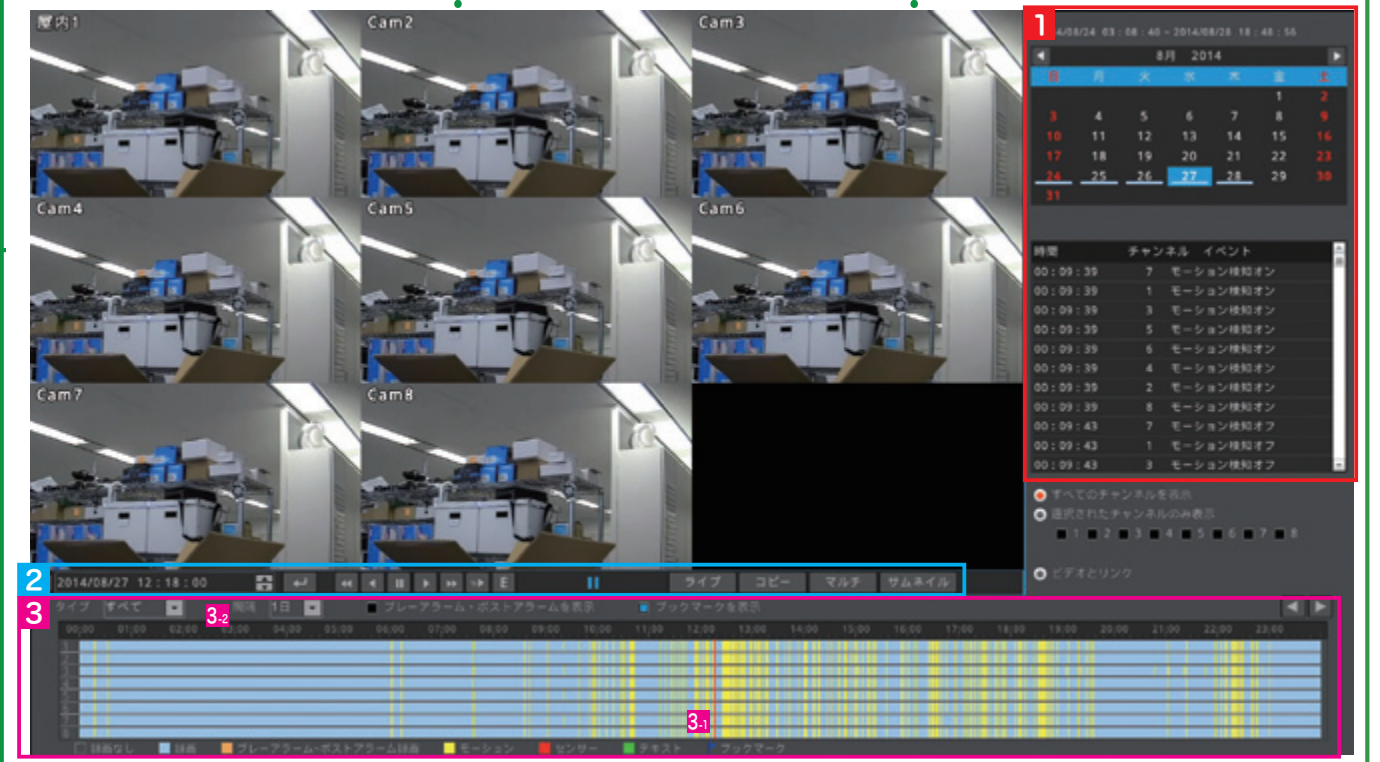 屋内1
Cam2
Cam3
Cam4
Cam5
Cam6
Cam7
Cam8
1
4/08/24 03:08:40 ~ 2014/08/28 18:48:56
8月 2014
日 月 火 水 木 金 土
1 2
3 4 5 6 7 8 9
10 11 12 13 14 15 16
17 18 19 20 21 22 23
24 25 26 27 28 29 30
31
時間 チャンネル イベント
00:09:39 7 モーション検知オン
00:09:39 1 モーション検知オン
00:09:39 3 モーション検知オン
00:09:39 5 モーション検知オン
00:09:39 6 モーション検知オン
00:09:39 4 モーション検知オン
00:09:39 2 モーション検知オン
00:09:39 8 モーション検知オン
00:09:43 7 モーション検知オフ
00:09:43 1 モーション検知オフ
00:09:43 3 モーション検知オフ
すべてのチャンネルを表示
選択されたチャンネルのみ表示
1 2 3 4 5 6 7 8
ビデオとリンク
2
2014/08/27 12:18:00
E
ライブ コピー マルチ サムネイル
3
タイプ すべて 3-2 間隔 1日 プレーアラーム・ポストアラームを表示 ブックマークを表示
00;00 01;00 02;00 03;00 04;00 05;00 06;00 07;00 08;00 09;00 10;00 11;00 12;00 13;00 14;00 15;00 16;00 17;00 18;00 19;00 20;00 21;00 22;00 23;00
1
2
3
4
5
6
7
8
3-1
録画なし 録画 プレーアラーム・ポストアラーム録画 モーション センサー テキスト ブックマーク